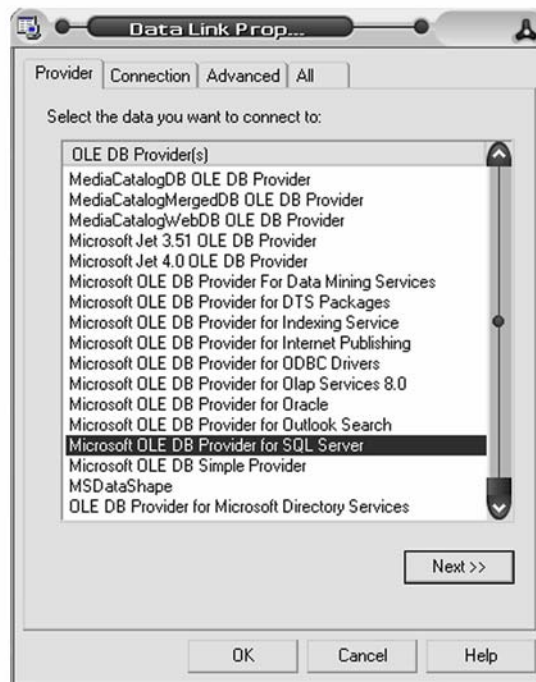 Data Link Prop...
Provider Connection Advanced All
Select the data you want to connect to:
OLE DB Provider(s)
MediaCatalogDB OLE DB Provider
MediaCatalogMergedDB OLE DB Provider
MediaCatalogWebDB OLE DB Provider
Microsoft Jet 3.51 OLE DB Provider
Microsoft Jet 4.0 OLE DB Provider
Microsoft OLE DB Provider For Data Mining Services
Microsoft OLE DB Provider for DTS Packages
Microsoft OLE DB Provider for Indexing Service
Microsoft OLE DB Provider for Internet Publishing
Microsoft OLE DB Provider for ODBC Drivers
Microsoft OLE DB Provider for Olap Services 8.0
Microsoft OLE DB Provider for Oracle
Microsoft OLE DB Provider for Outlook Search
Microsoft OLE DB Provider for SQL Server
Microsoft OLE DB Simple Provider
MSDataShape
OLE DB Provider for Microsoft Directory Services
Next >>
OK Cancel Help